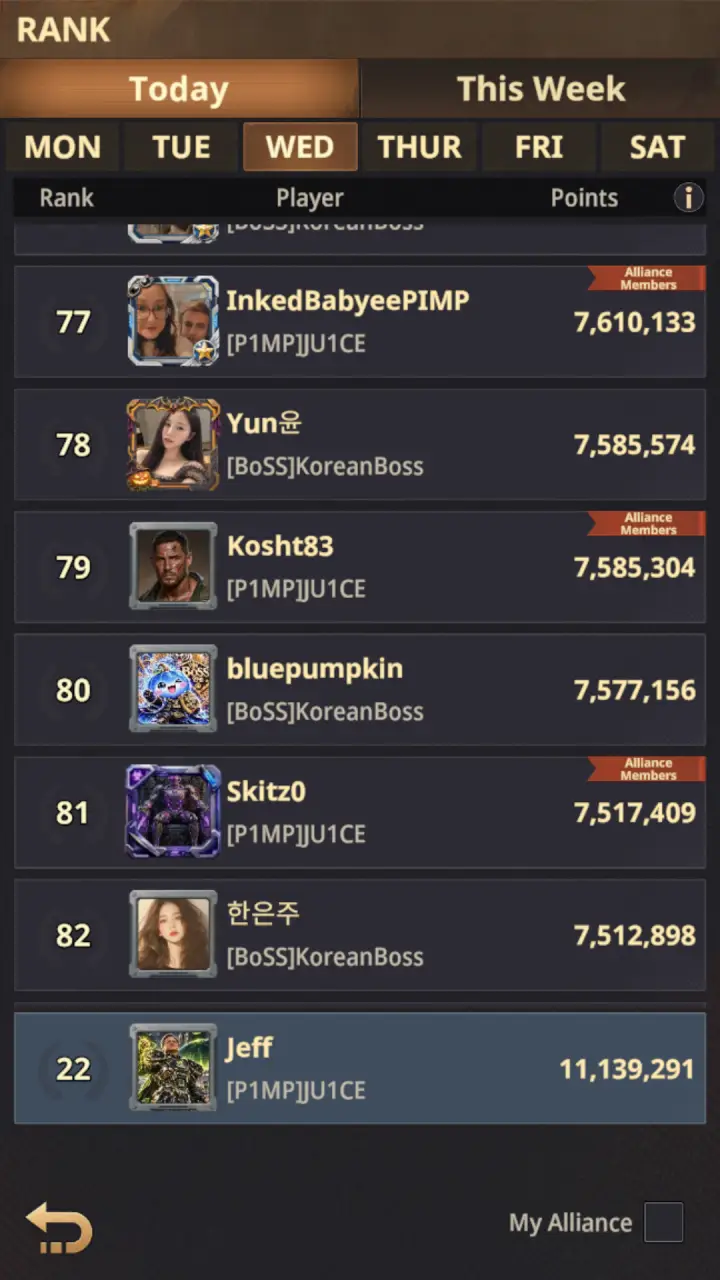 RANK
Today
This Week
MON TUE WED THUR FRI SAT
Rank Player Points i
[BoSS]KoreanBoss
77
InkedBabyeePIMP
[P1MP]JU1CE
Alliance
Members
7,610,133
78
Yun윤
[BoSS]KoreanBoss
7,585,574
79
Kosht83
[P1MP]JU1CE
Alliance
Members
7,585,304
80
bluepumpkin
[BoSS]KoreanBoss
7,577,156
81
Skitz0
[P1MP]JU1CE
Alliance
Members
7,517,409
82
한은주
[BoSS]KoreanBoss
7,512,898
22
Jeff
[P1MP]JU1CE
11,139,291
My Alliance